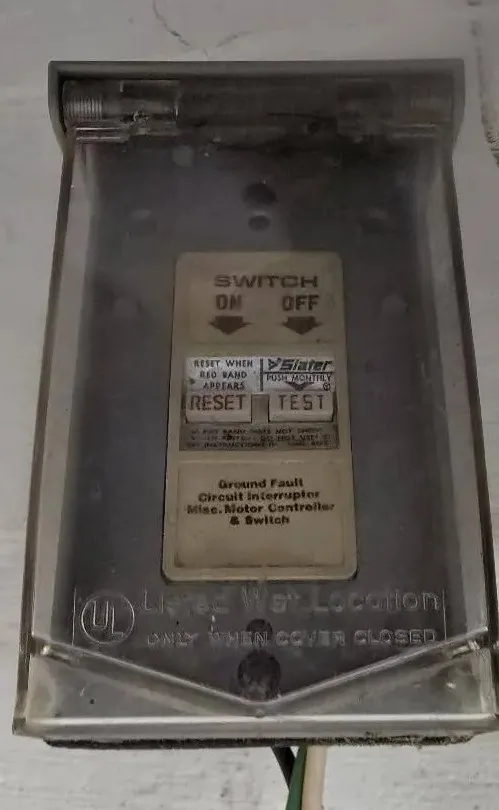 SWITCH
ON OFF
RESET WHEN
RED BAND
APPEARS
Slater
PUSH MONTHLY
RESET
TEST
Ground Fault
Circuit Interruptor
Misc. Motor Controller
& Switch
UL
Listed Wet Location
ONLY WHEN COVER CLOSED